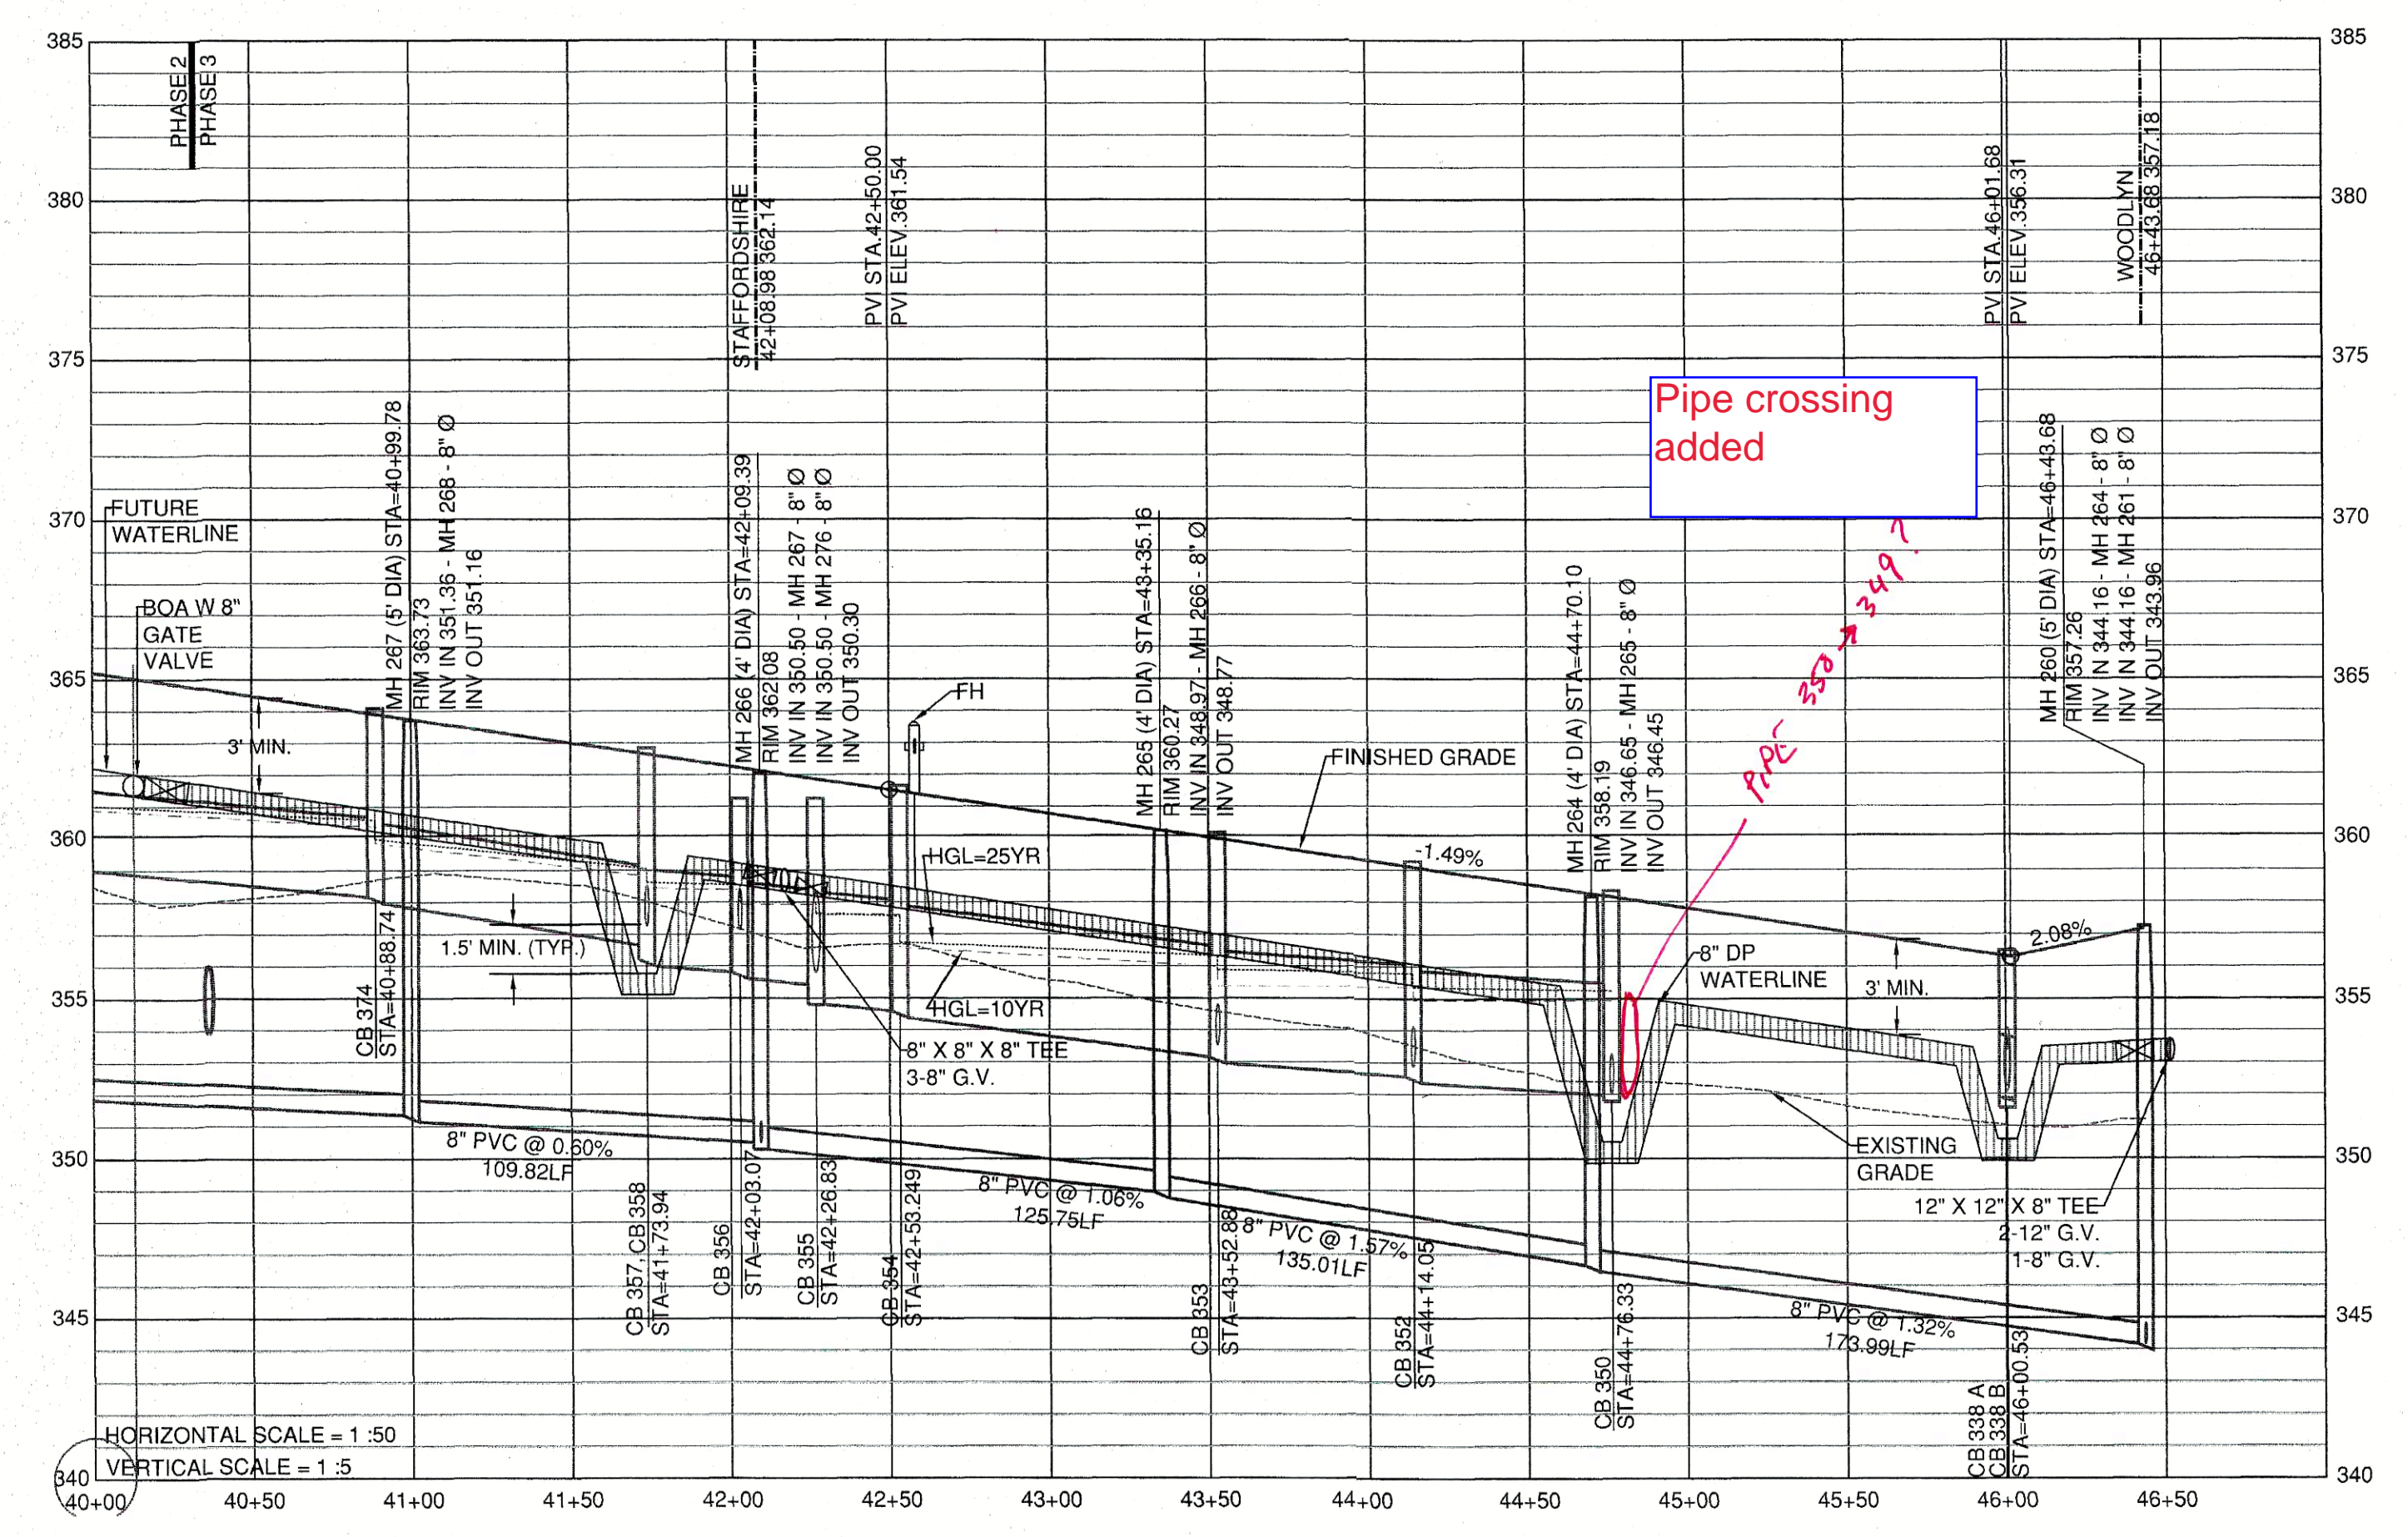 385
385
PHASE 2
PHASE 3
380
380
STAFFORDSHIRE
42+08.98 362.14
PVI STA.42+50.00
PVI ELEV.361.54
PVI STA.46+01.68
PVI ELEV.356.31
WOODLYN
46+43.68 357.18
375
375
Pipe crossing
added
370
370
FUTURE
WATERLINE
BOA W 8"
GATE
VALVE
MH 267 (5' DIA) STA=40+99.78
RIM 363.73
INV IN 351.36 - MH 268 - 8" Ø
INV OUT 351.16
MH 266 (4' DIA) STA=42+09.39
RIM 362.08
INV IN 350.50 - MH 267 - 8" Ø
INV IN 350.50 - MH 276 - 8" Ø
INV OUT 350.30
MH 265 (4' DIA) STA=43+35.16
RIM 360.27
INV IN 348.97 - MH 266 - 8" Ø
INV OUT 348.77
MH 264 (4' DIA) STA=44+70.10
RIM 358.19
INV IN 346.65 - MH 265 - 8" Ø
INV OUT 346.45
PIPE 350 → 349?
MH 260 (5' DIA) STA=46+43.68
RIM 357.26
INV IN 344.16 - MH 264 - 8" Ø
INV IN 344.16 - MH 261 - 8" Ø
INV OUT 343.96
365
365
3' MIN.
FH
FINISHED GRADE
360
360
HGL=25YR
-1.49%
2.08%
1.5' MIN. (TYP.)
8" DP
WATERLINE
3' MIN.
355
355
HGL=10YR
CB 374
STA=40+88.74
8" X 8" X 8" TEE
3-8" G.V.
EXISTING
GRADE
350
350
8" PVC @ 0.60%
109.82LF
8" PVC @ 1.06%
125.75LF
8" PVC @ 1.57%
135.01LF
12" X 12" X 8" TEE
2-12" G.V.
1-8" G.V.
CB 357, CB 358
STA=41+73.94
CB 356
STA=42+03.07
CB 355
STA=42+26.83
CB 354
STA=42+53.249
CB 353
STA=43+52.88
CB 352
STA=44+14.05
CB 350
STA=44+76.33
8" PVC @ 1.32%
173.99LF
345
345
CB 338 A
CB 338 B
STA=46+00.53
HORIZONTAL SCALE = 1 :50
VERTICAL SCALE = 1 :5
340
340
40+00 40+50 41+00 41+50 42+00 42+50 43+00 43+50 44+00 44+50 45+00 45+50 46+00 46+50